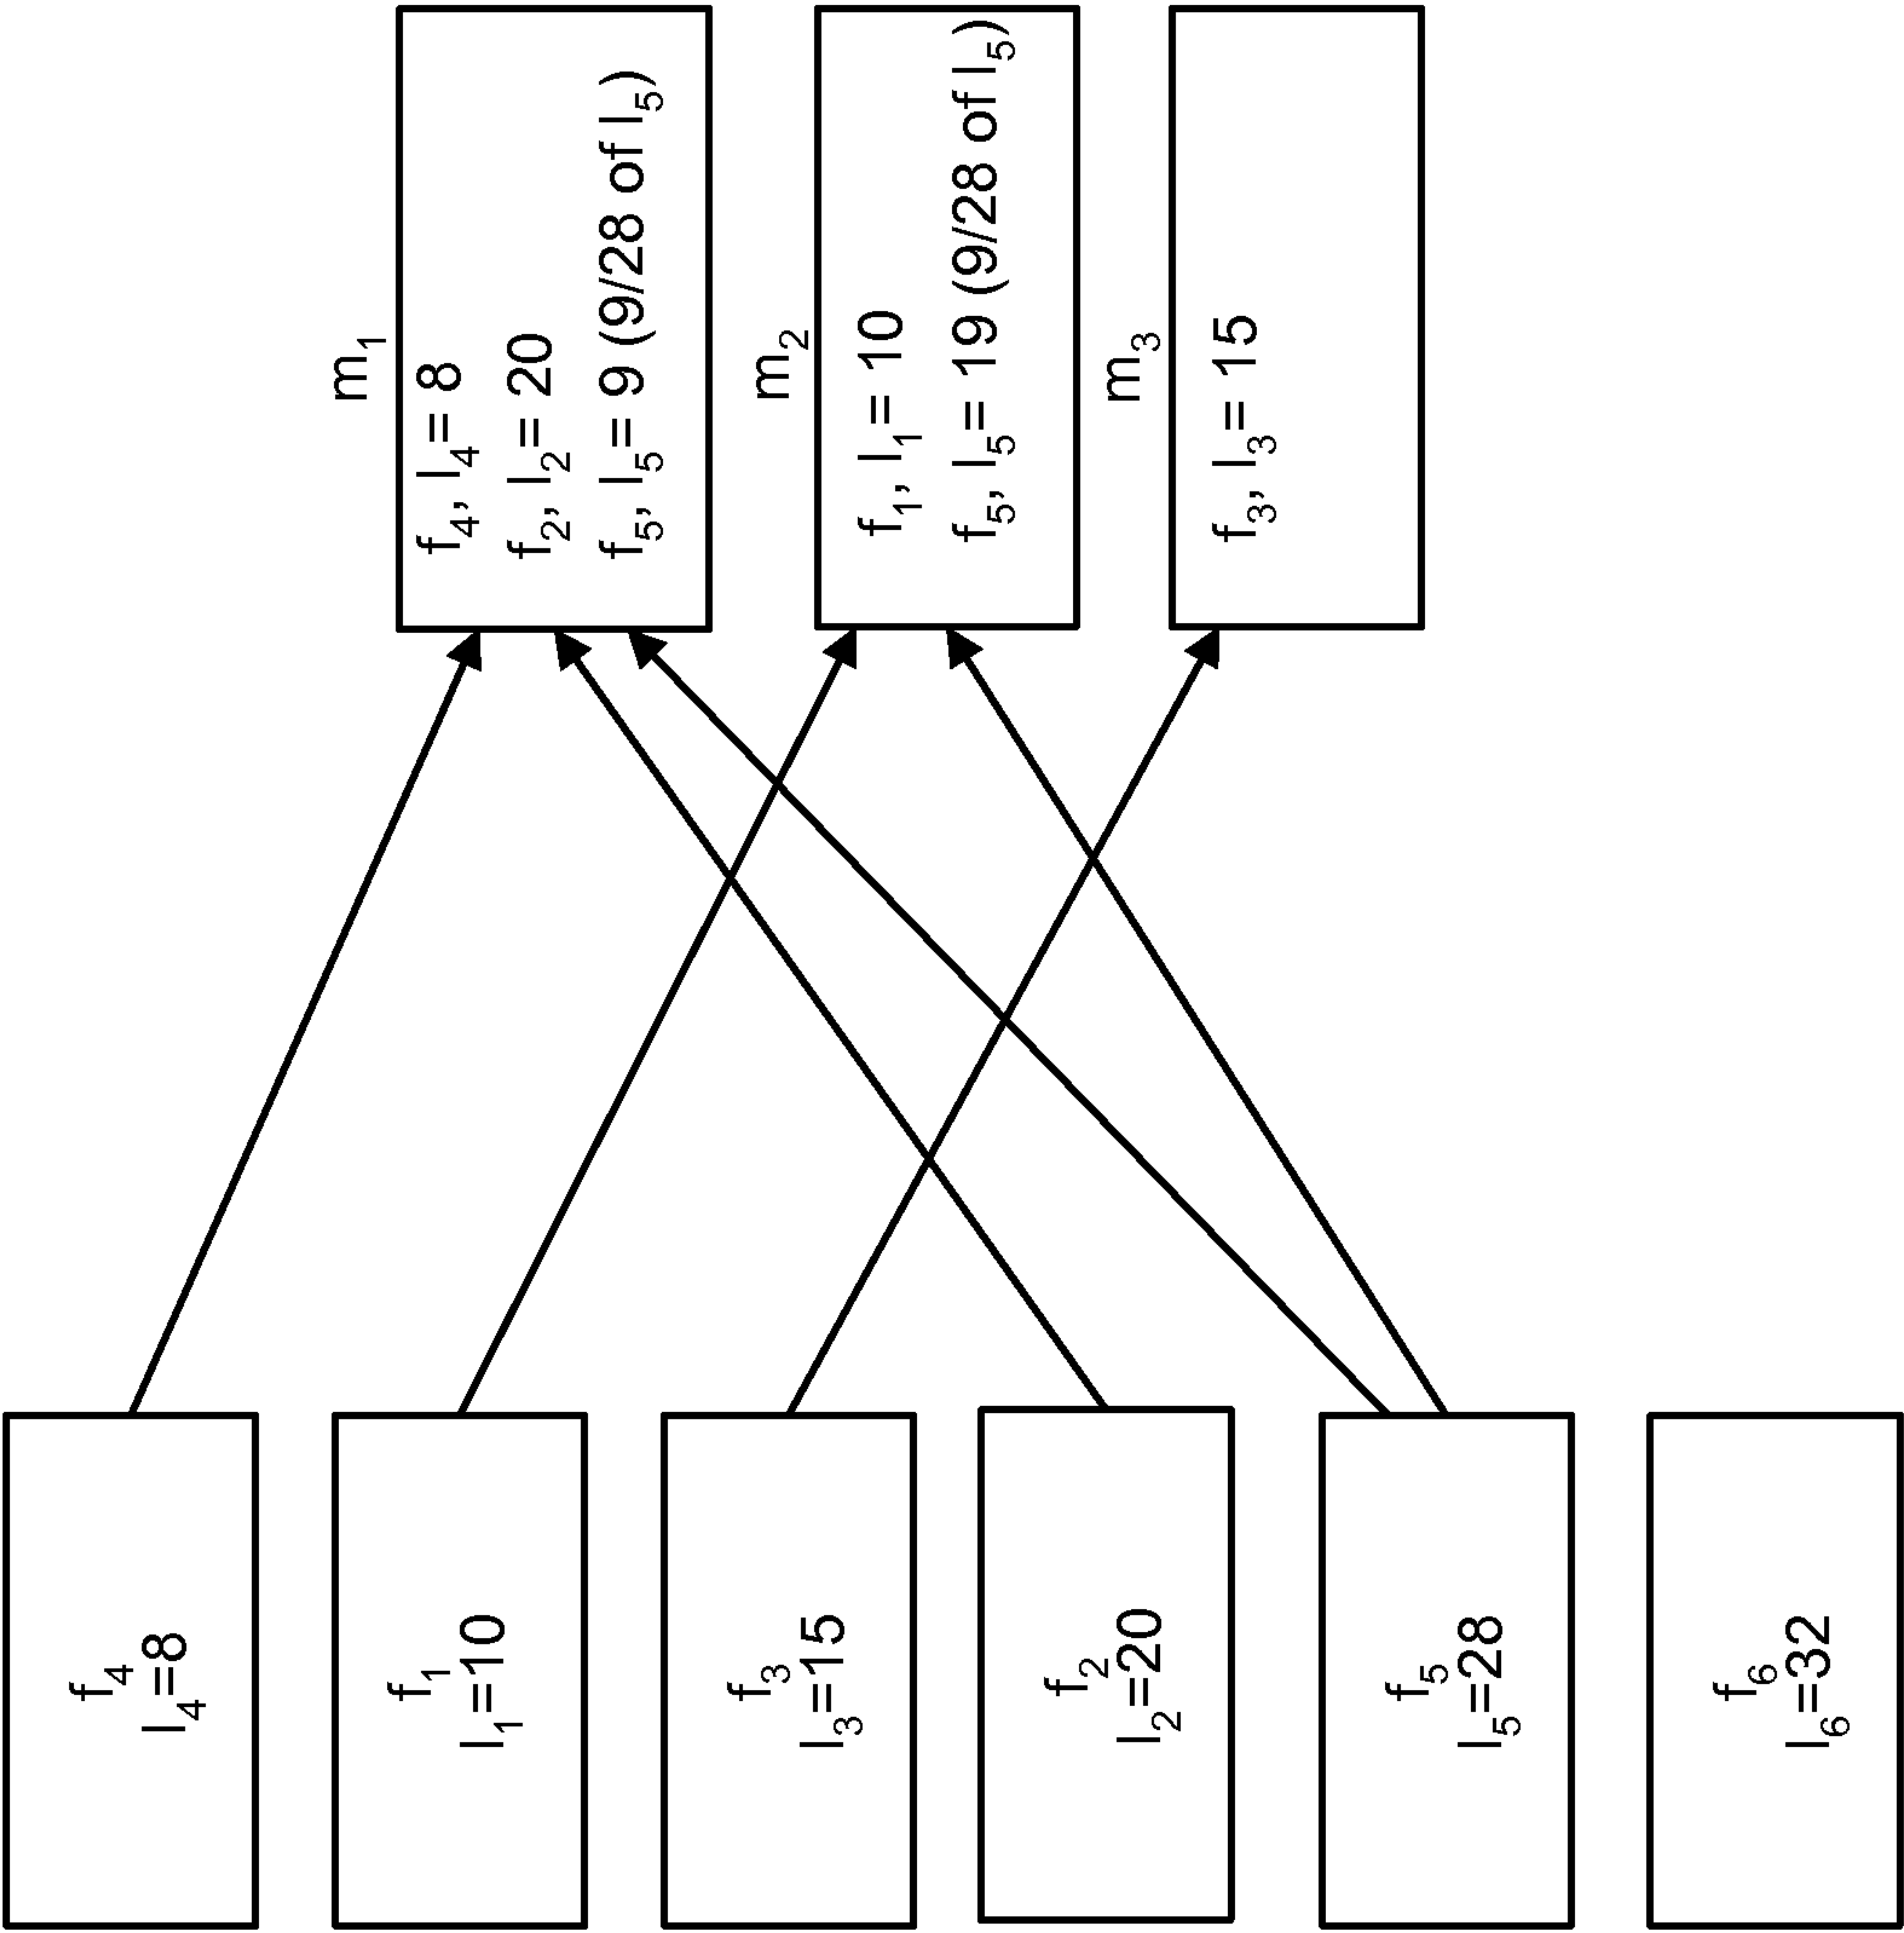 f₄
l₄=8
f₁
l₁=10
f₃
l₃=15
f₂
l₂=20
f₅
l₅=28
f₆
l₆=32
m₁
f₄, l₄= 8
f₂, l₂= 20
f₅, l₅= 9 (9/28 of l₅)
m₂
f₁, l₁= 10
f₅, l₅= 19 (9/28 of l₅)
m₃
f₃, l₃= 15